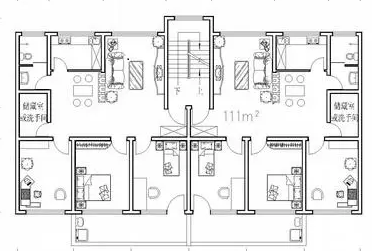 下 上
111m²
储藏室
或洗手间
储藏室
或洗手间